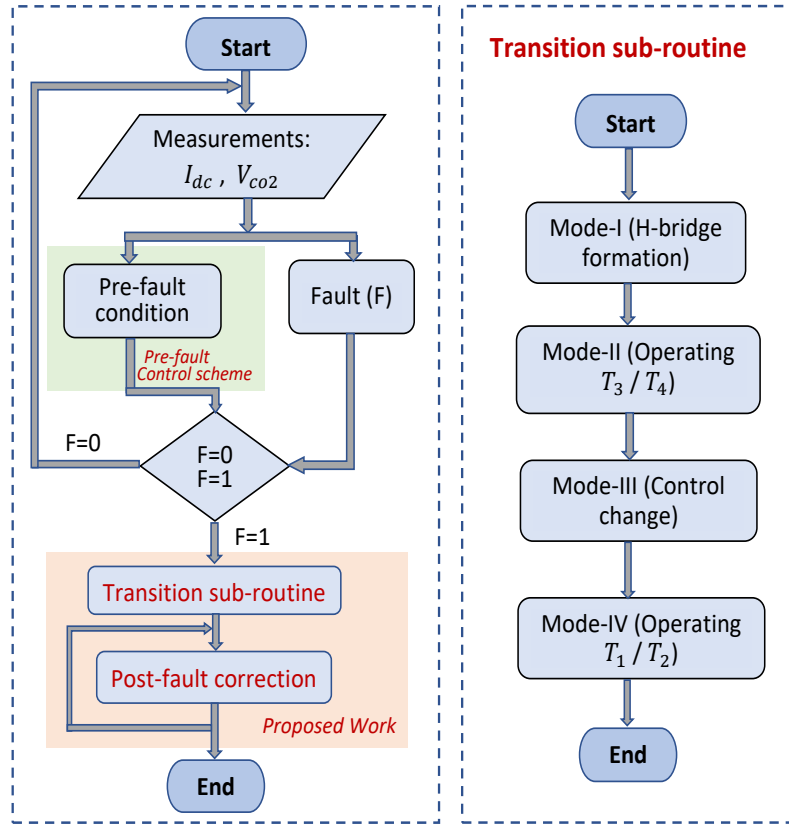 Start
Measurements:
I_dc , V_co2
Pre-fault
condition
Fault (F)
Pre-fault
Control scheme
F=0
F=0
F=1
F=1
Transition sub-routine
Post-fault correction
Proposed Work
End
Transition sub-routine
Start
Mode-I (H-bridge
formation)
Mode-II (Operating
T_3 / T_4)
Mode-III (Control
change)
Mode-IV (Operating
T_1 / T_2)
End